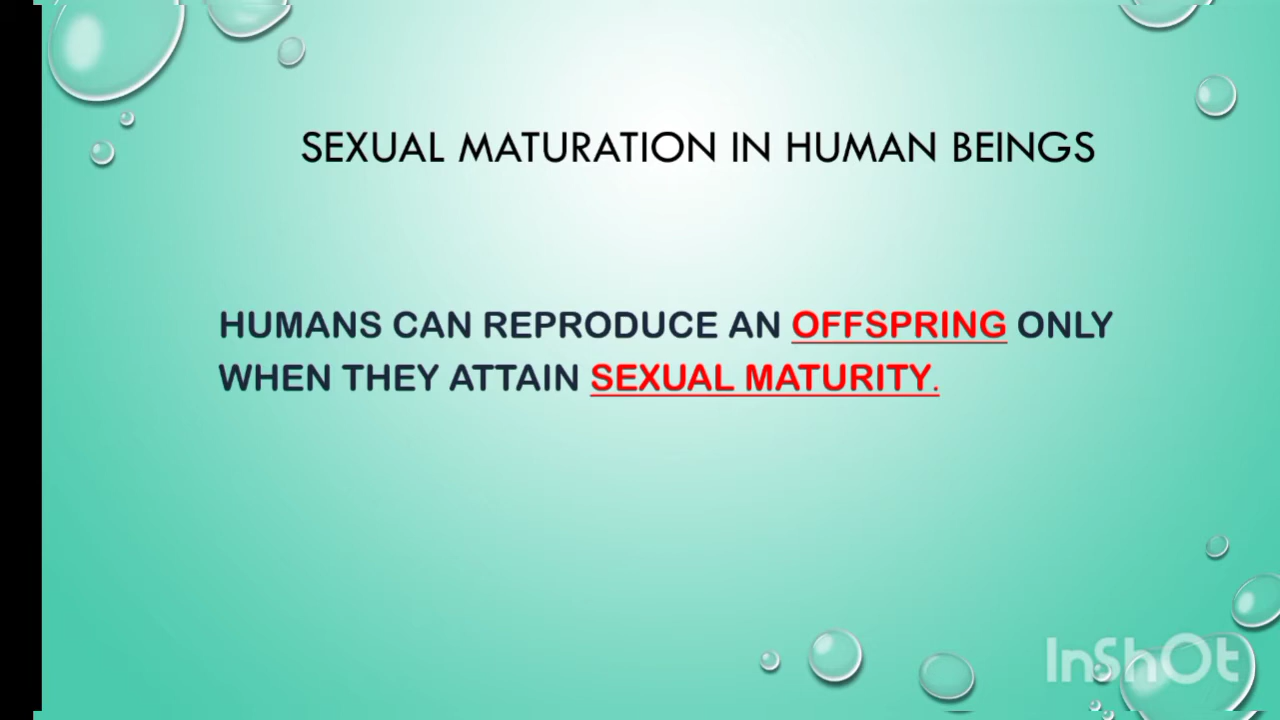 SEXUAL MATURATION IN HUMAN BEINGS
HUMANS CAN REPRODUCE AN OFFSPRING ONLY
WHEN THEY ATTAIN SEXUAL MATURITY.
InShOt